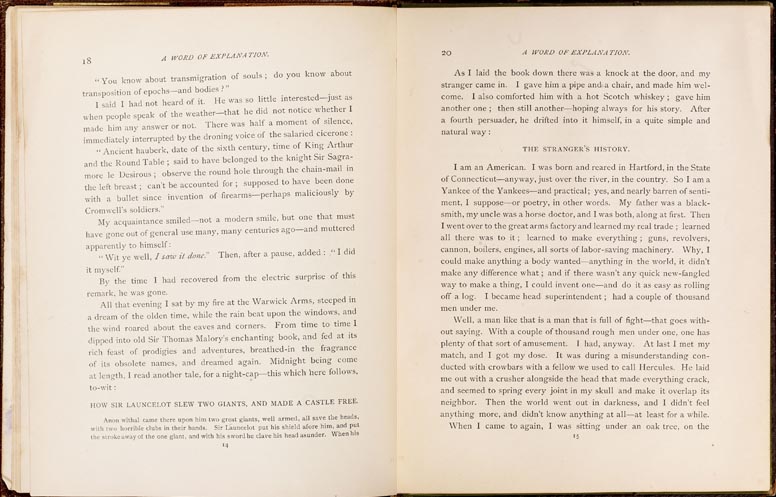 18
A WORD OF EXPLANATION.
“You know about transmigration of souls; do you know about
transposition of epochs—and bodies?”
I said I had not heard of it. He was so little interested—just as
when people speak of the weather—that he did not notice whether I
made him any answer or not. There was half a moment of silence,
immediately interrupted by the droning voice of the salaried cicerone:
“Ancient hauberk, date of the sixth century, time of King Arthur
and the Round Table; said to have belonged to the knight Sir Sagra-
more le Desirous; observe the round hole through the chain-mail in
the left breast; can't be accounted for; supposed to have been done
with a bullet since invention of firearms—perhaps maliciously by
Cromwell's soldiers.”
My acquaintance smiled—not a modern smile, but one that must
have gone out of general use many, many centuries ago—and muttered
apparently to himself:
“Wit ye well, I saw it done.” Then, after a pause, added: “I did
it myself.”
By the time I had recovered from the electric surprise of this
remark, he was gone.
All that evening I sat by my fire at the Warwick Arms, steeped in
a dream of the olden time, while the rain beat upon the windows, and
the wind roared about the eaves and corners. From time to time I
dipped into old Sir Thomas Malory's enchanting book, and fed at its
rich feast of prodigies and adventures, breathed-in the fragrance
of its obsolete names, and dreamed again. Midnight being come
at length, I read another tale, for a night-cap—this which here follows,
to-wit:
HOW SIR LAUNCELOT SLEW TWO GIANTS, AND MADE A CASTLE FREE.
Anon withal came there upon him two great giants, well armed, all save the heads,
with two horrible clubs in their hands. Sir Launcelot put his shield afore him, and put
the stroke away of the one giant, and with his sword he clave his head asunder. When his
14
20
A WORD OF EXPLANATION.
As I laid the book down there was a knock at the door, and my
stranger came in. I gave him a pipe and a chair, and made him wel-
come. I also comforted him with a hot Scotch whiskey; gave him
another one; then still another—hoping always for his story. After
a fourth persuader, he drifted into it himself, in a quite simple and
natural way:
THE STRANGER'S HISTORY.
I am an American. I was born and reared in Hartford, in the State
of Connecticut—anyway, just over the river, in the country. So I am a
Yankee of the Yankees—and practical; yes, and nearly barren of senti-
ment, I suppose—or poetry, in other words. My father was a black-
smith, my uncle was a horse doctor, and I was both, along at first. Then
I went over to the great arms factory and learned my real trade; learned
all there was to it; learned to make everything; guns, revolvers,
cannon, boilers, engines, all sorts of labor-saving machinery. Why, I
could make anything a body wanted—anything in the world, it didn't
make any difference what; and if there wasn't any quick new-fangled
way to make a thing, I could invent one—and do it as easy as rolling
off a log. I became head superintendent; had a couple of thousand
men under me.
Well, a man like that is a man that is full of fight—that goes with-
out saying. With a couple of thousand rough men under one, one has
plenty of that sort of amusement. I had, anyway. At last I met my
match, and I got my dose. It was during a misunderstanding con-
ducted with crowbars with a fellow we used to call Hercules. He laid
me out with a crusher alongside the head that made everything crack,
and seemed to spring every joint in my skull and make it overlap its
neighbor. Then the world went out in darkness, and I didn't feel
anything more, and didn't know anything at all—at least for a while.
When I came to again, I was sitting under an oak tree, on the
15